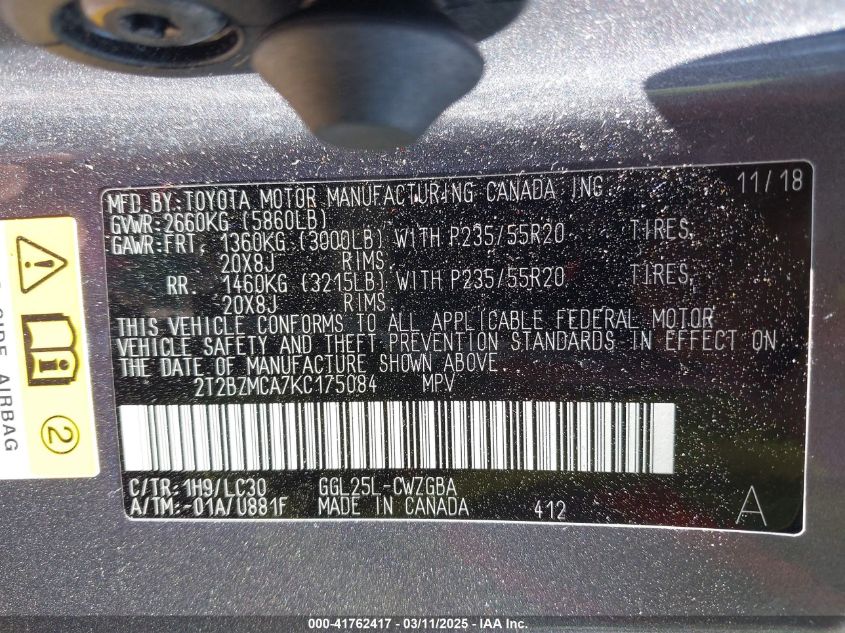 MFD BY: TOYOTA MOTOR MANUFACTURING CANADA INC. 11/18
GVWR: 2660KG (5860LB)
GAWR: FRT. 1360KG (3000LB) WITH P235/55R20 TIRES,
20X8J RIMS.
RR. 1460KG (3215LB) WITH P235/55R20 TIRES,
20X8J RIMS.
THIS VEHICLE CONFORMS TO ALL APPLICABLE FEDERAL MOTOR
VEHICLE SAFETY AND THEFT PREVENTION STANDARDS IN EFFECT ON
THE DATE OF MANUFACTURE SHOWN ABOVE.
2T2BZMCA7KC175084 MPV
C/TR: 1H9/LC30 GGL25L-CWZGBA
A/TM: -01A/U881F MADE IN CANADA 412 A
SIDE AIRBAG
2
000-41762417 - 03/11/2025 - IAA Inc.